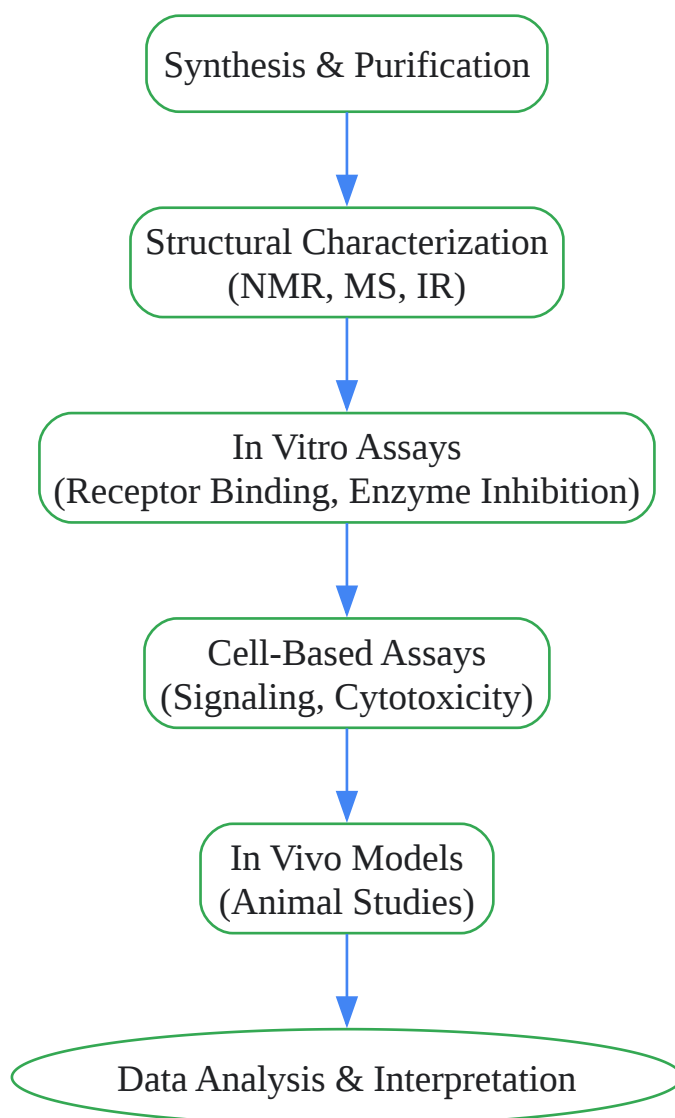 Synthesis & Purification
Structural Characterization
(NMR, MS, IR)
In Vitro Assays
(Receptor Binding, Enzyme Inhibition)
Cell-Based Assays
(Signaling, Cytotoxicity)
In Vivo Models
(Animal Studies)
Data Analysis & Interpretation